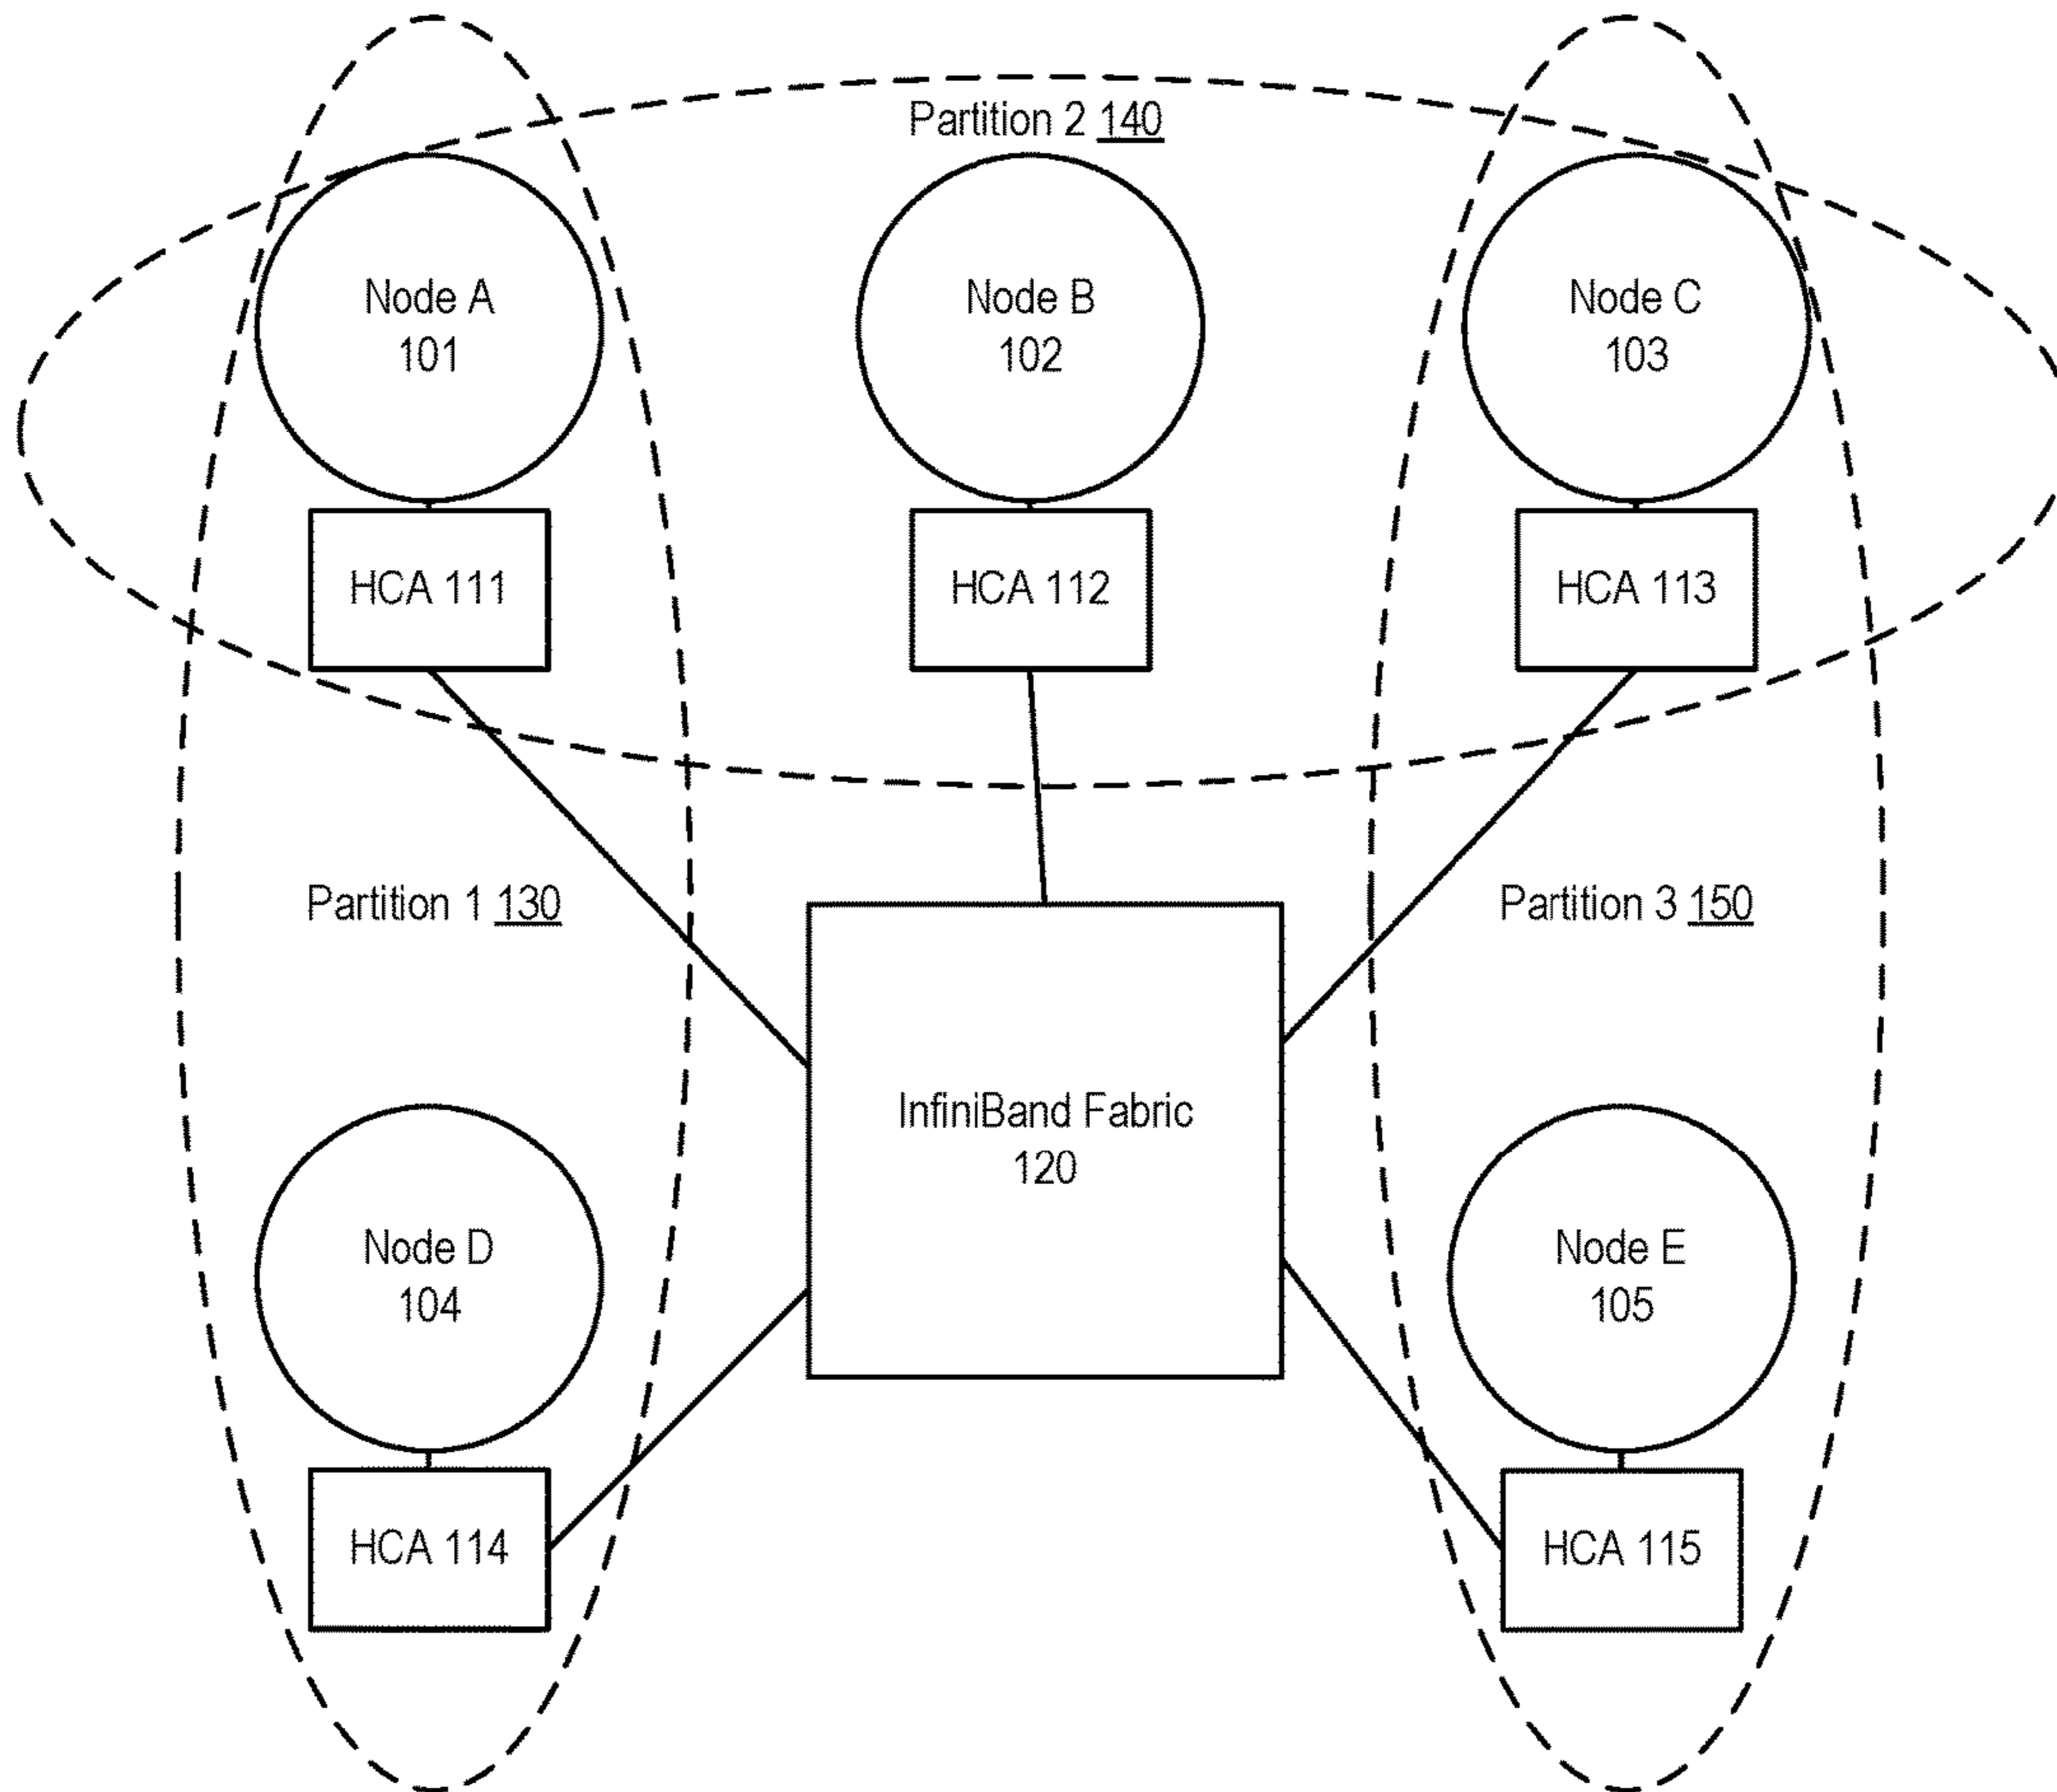 Partition 2 140
Node A
101
Node B
102
Node C
103
HCA 111
HCA 112
HCA 113
Partition 1 130
Partition 3 150
InfiniBand Fabric
120
Node D
104
Node E
105
HCA 114
HCA 115